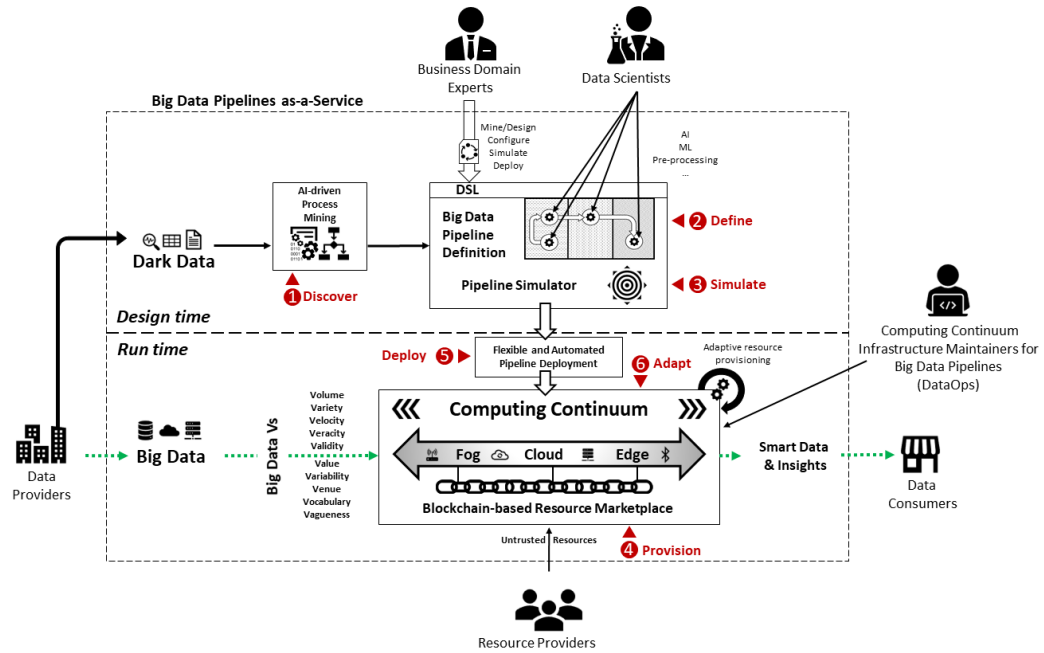 Business Domain
Experts
Data Scientists
Big Data Pipelines as-a-Service
Mine/Design
Configure
Simulate
Deploy
AI
ML
Pre-processing
...
AI-driven
Process
Mining
DSL
Big Data
Pipeline
Definition
2 Define
Dark Data
Pipeline Simulator
3 Simulate
1 Discover
Design time
Run time
Computing Continuum
Infrastructure Maintainers for
Big Data Pipelines
(DataOps)
Deploy 5
Flexible and Automated
Pipeline Deployment
6 Adapt
Adaptive resource
provisioning
Data
Providers
Big Data
Big Data Vs
Volume
Variety
Velocity
Veracity
Validity
Value
Variability
Venue
Vocabulary
Vagueness
Computing Continuum
Fog Cloud Edge
Blockchain-based Resource Marketplace
Smart Data
& Insights
Data
Consumers
Untrusted Resources
4 Provision
Resource Providers